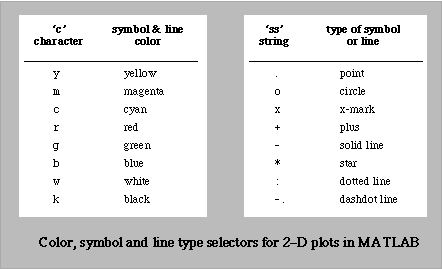 ‘c’ character symbol & line color
y yellow
m magenta
c cyan
r red
g green
b blue
w white
k black
‘ss’ string type of symbol or line
. point
o circle
x x-mark
+ plus
- solid line
* star
: dotted line
-. dashdot line
Color, symbol and line type selectors for 2–D plots in MATLAB